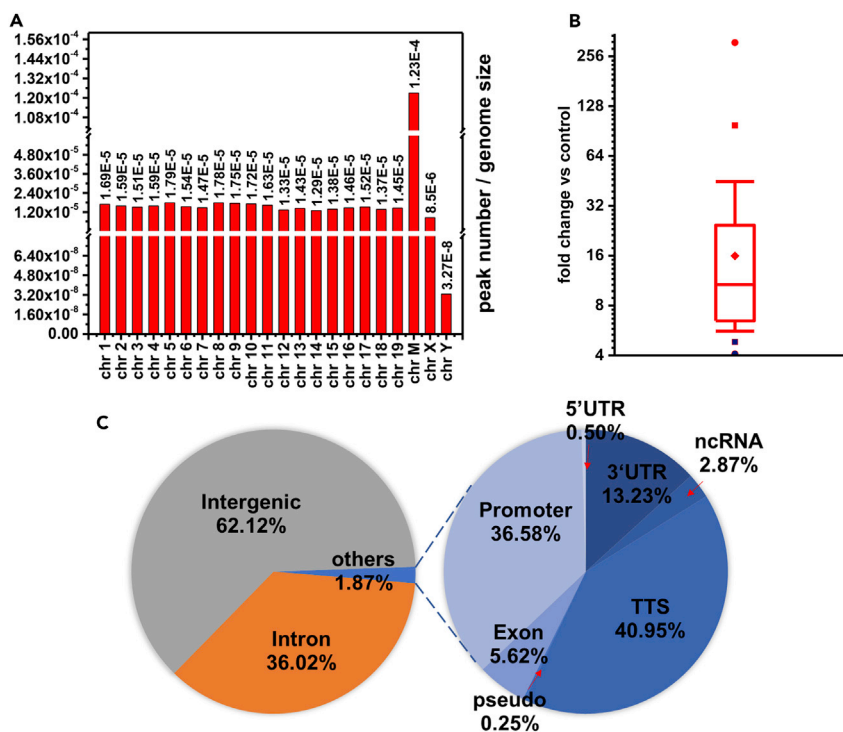 A
1.56x10⁻⁴
1.44x10⁻⁴
1.32x10⁻⁴
1.20x10⁻⁴
1.08x10⁻⁴
4.80x10⁻⁵
3.60x10⁻⁵
2.40x10⁻⁵
1.20x10⁻⁵
6.40x10⁻⁸
4.80x10⁻⁸
3.20x10⁻⁸
1.60x10⁻⁸
0.00
1.69E-5
1.59E-5
1.51E-5
1.59E-5
1.79E-5
1.54E-5
1.47E-5
1.78E-5
1.75E-5
1.72E-5
1.63E-5
1.33E-5
1.43E-5
1.29E-5
1.38E-5
1.46E-5
1.52E-5
1.37E-5
1.45E-5
1.23E-4
8.5E-6
3.27E-8
chr 1
chr 2
chr 3
chr 4
chr 5
chr 6
chr 7
chr 8
chr 9
chr 10
chr 11
chr 12
chr 13
chr 14
chr 15
chr 16
chr 17
chr 18
chr 19
chr M
chr X
chr Y
peak number / genome size
B
fold change vs control
256
128
64
32
16
8
4
C
Intergenic
62.12%
others
1.87%
Intron
36.02%
5'UTR
0.50%
3‘UTR
13.23%
ncRNA
2.87%
Promoter
36.58%
TTS
40.95%
Exon
5.62%
pseudo
0.25%